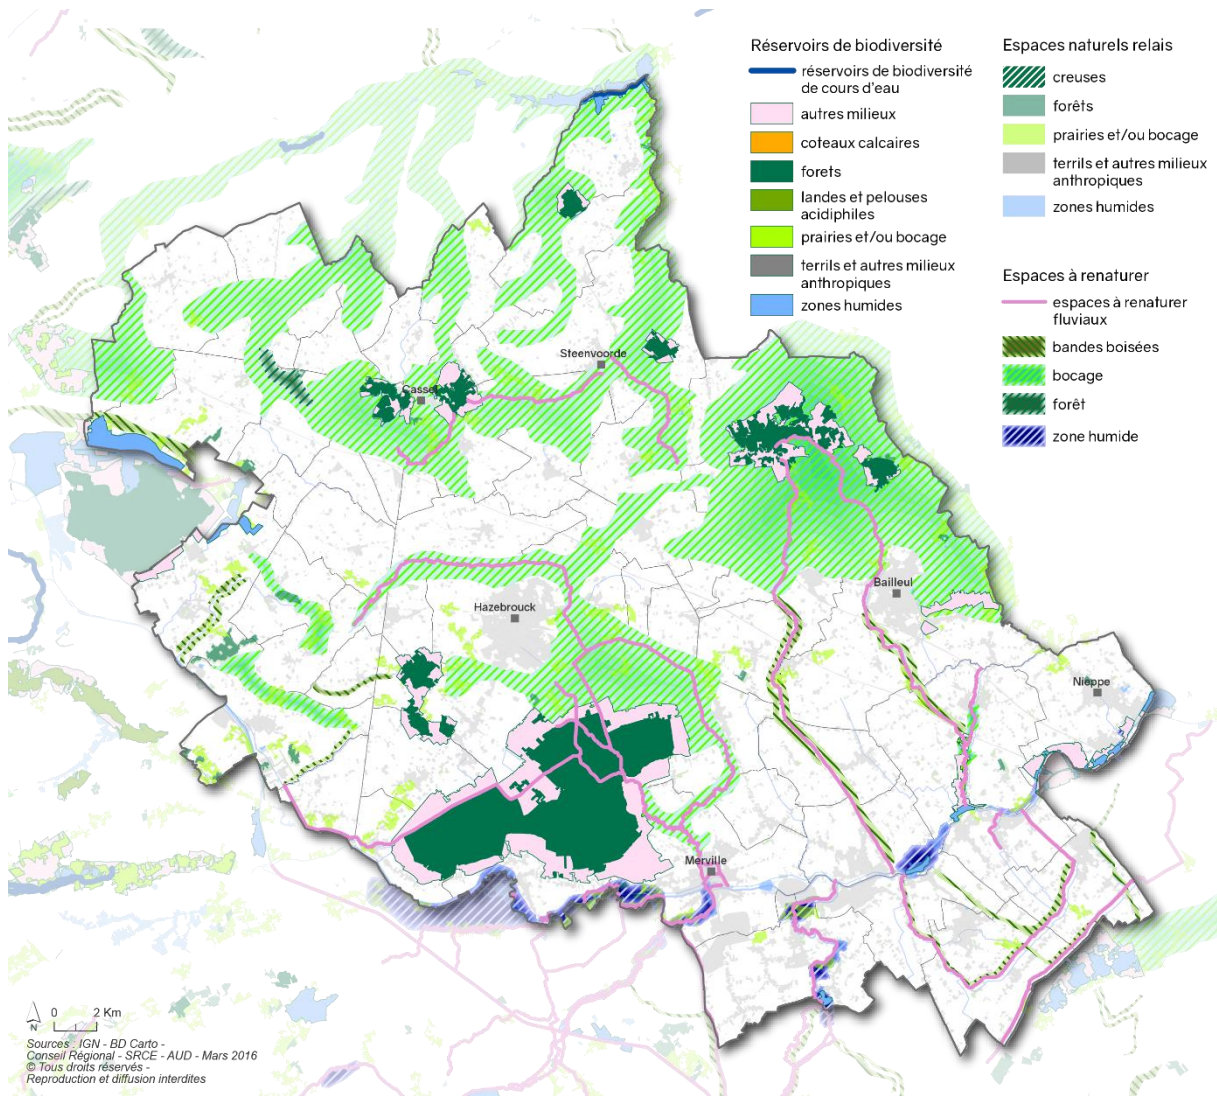 Réservoirs de biodiversité
réservoirs de biodiversité
de cours d'eau
autres milieux
coteaux calcaires
forets
landes et pelouses
acidiphiles
prairies et/ou bocage
terrils et autres milieux
anthropiques
zones humides
Espaces naturels relais
creuses
forêts
prairies et/ou bocage
terrils et autres milieux
anthropiques
zones humides
Espaces à renaturer
espaces à renaturer
fluviaux
bandes boisées
bocage
forêt
zone humide
Steenvoorde
Cassel
Bailleul
Hazebrouck
Nieppe
Merville
0 2 Km
N
Sources : IGN - BD Carto -
Conseil Régional - SRCE - AUD - Mars 2016
© Tous droits réservés -
Reproduction et diffusion interdites